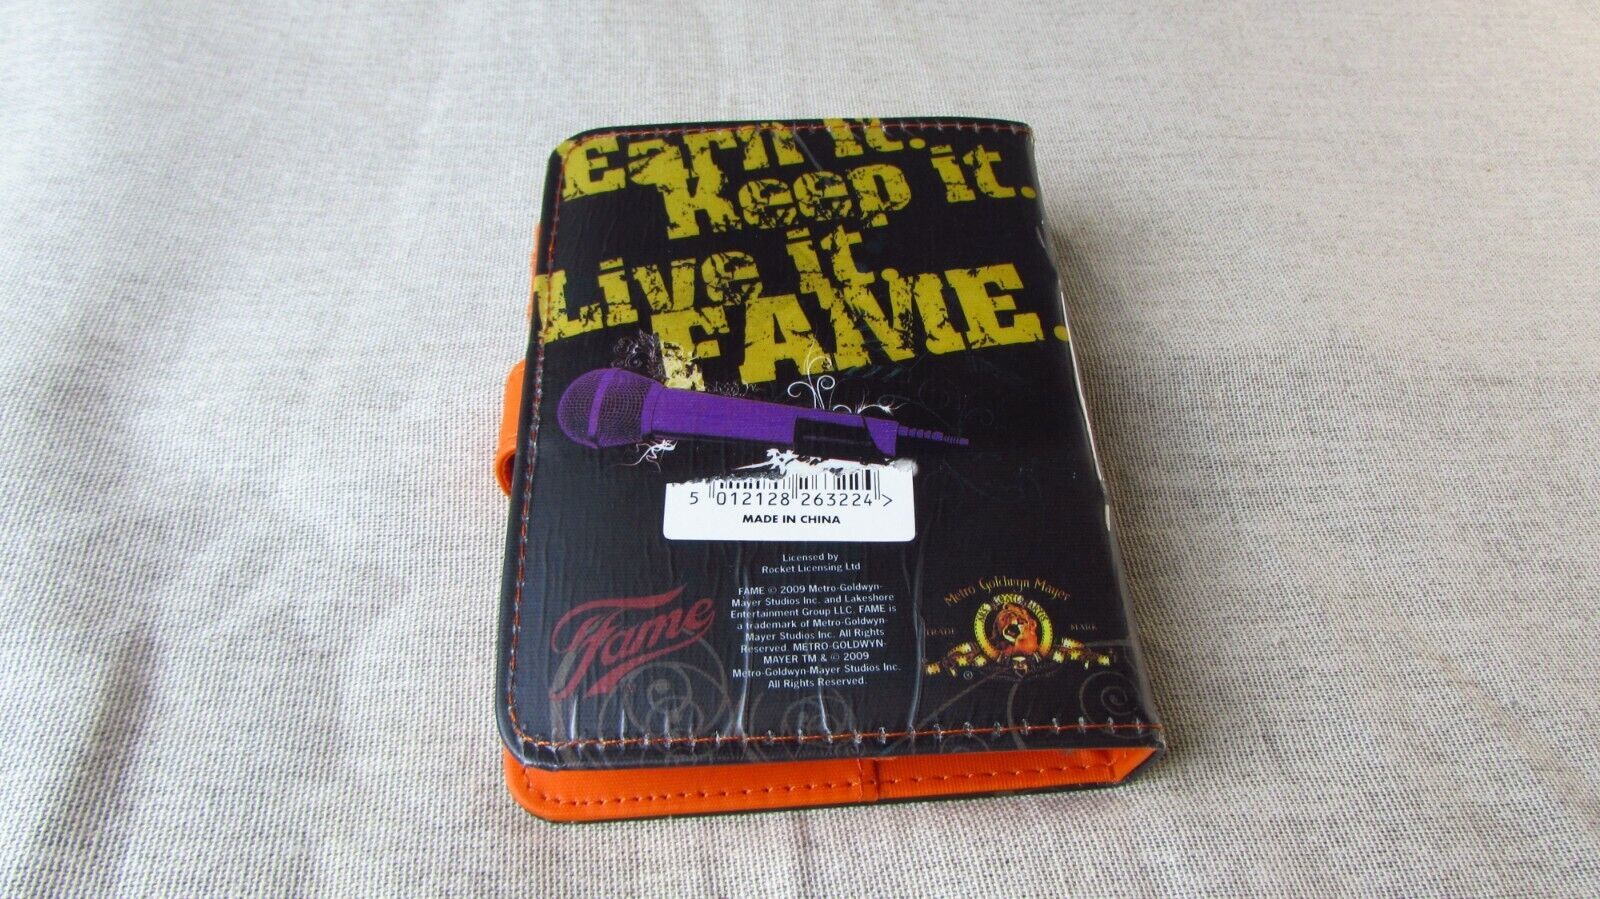 Earn it.
Keep it.
Live it.
FAME.
5 012128 263224 >
MADE IN CHINA
Licensed by
Rocket Licensing Ltd
FAME © 2009 Metro-Goldwyn-
Mayer Studios Inc. and Lakeshore
Entertainment Group LLC. FAME is
a trademark of Metro-Goldwyn-
Mayer Studios Inc. All Rights
Reserved. METRO-GOLDWYN-
MAYER TM & © 2009
Metro-Goldwyn-Mayer Studios Inc.
All Rights Reserved.
Fame
Metro Goldwyn Mayer
TRADE MARK
®